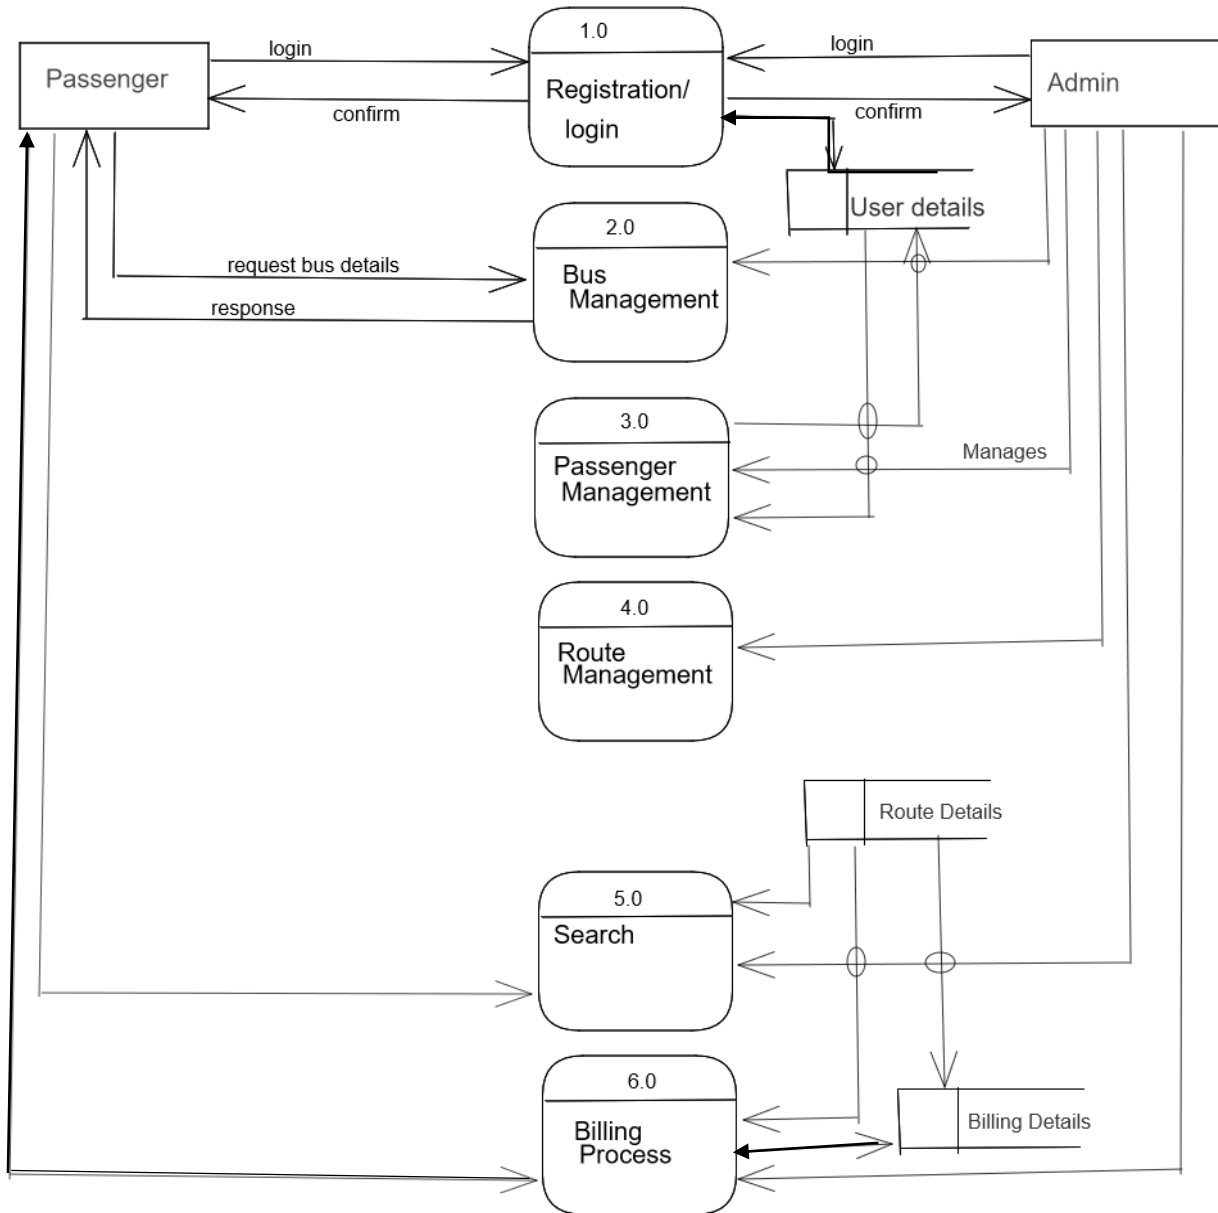 1.0
login
login
Passenger
Registration/
login
Admin
confirm
confirm
User details
2.0
request bus details
Bus
Management
response
3.0
Manages
Passenger
Management
4.0
Route
Management
Route Details
5.0
Search
6.0
Billing
Process
Billing Details